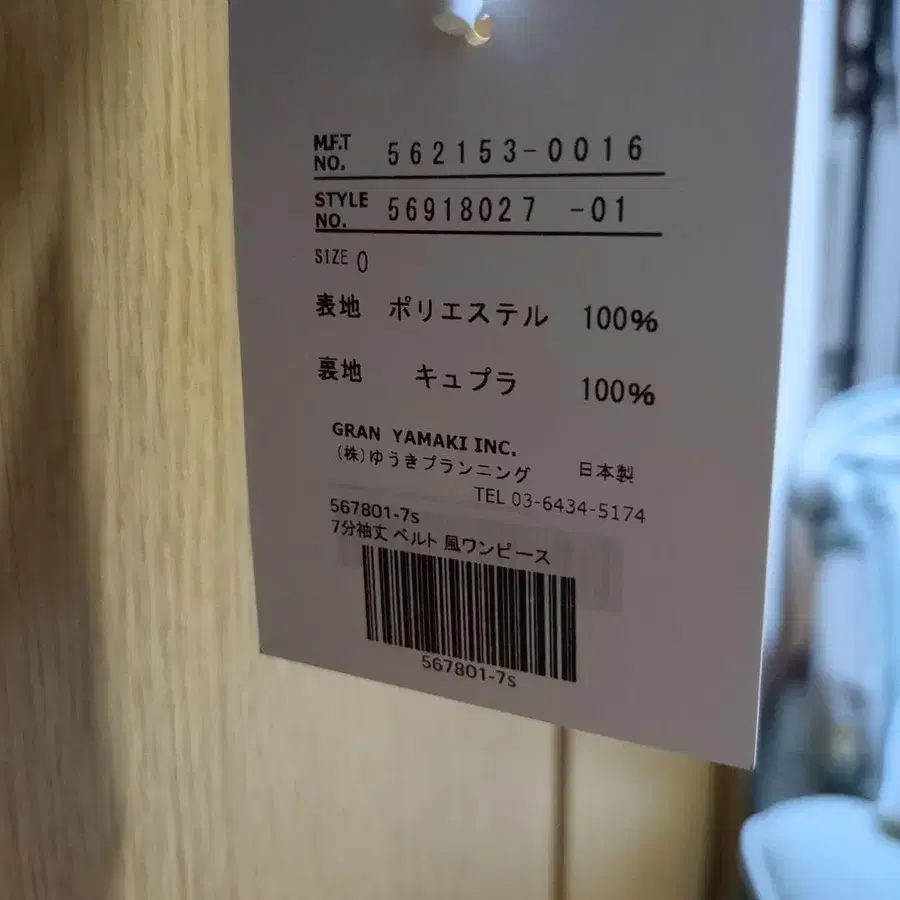 M.F.T NO. 562153-0016
STYLE NO. 56918027 -01
SIZE 0
表地 ポリエステル 100%
裏地 キュプラ 100%
GRAN YAMAKI INC.
(株)ゆうきプランニング 日本製
TEL 03-6434-5174
567801-7s
7分袖丈 ベルト 風ワンピース
567801-7s